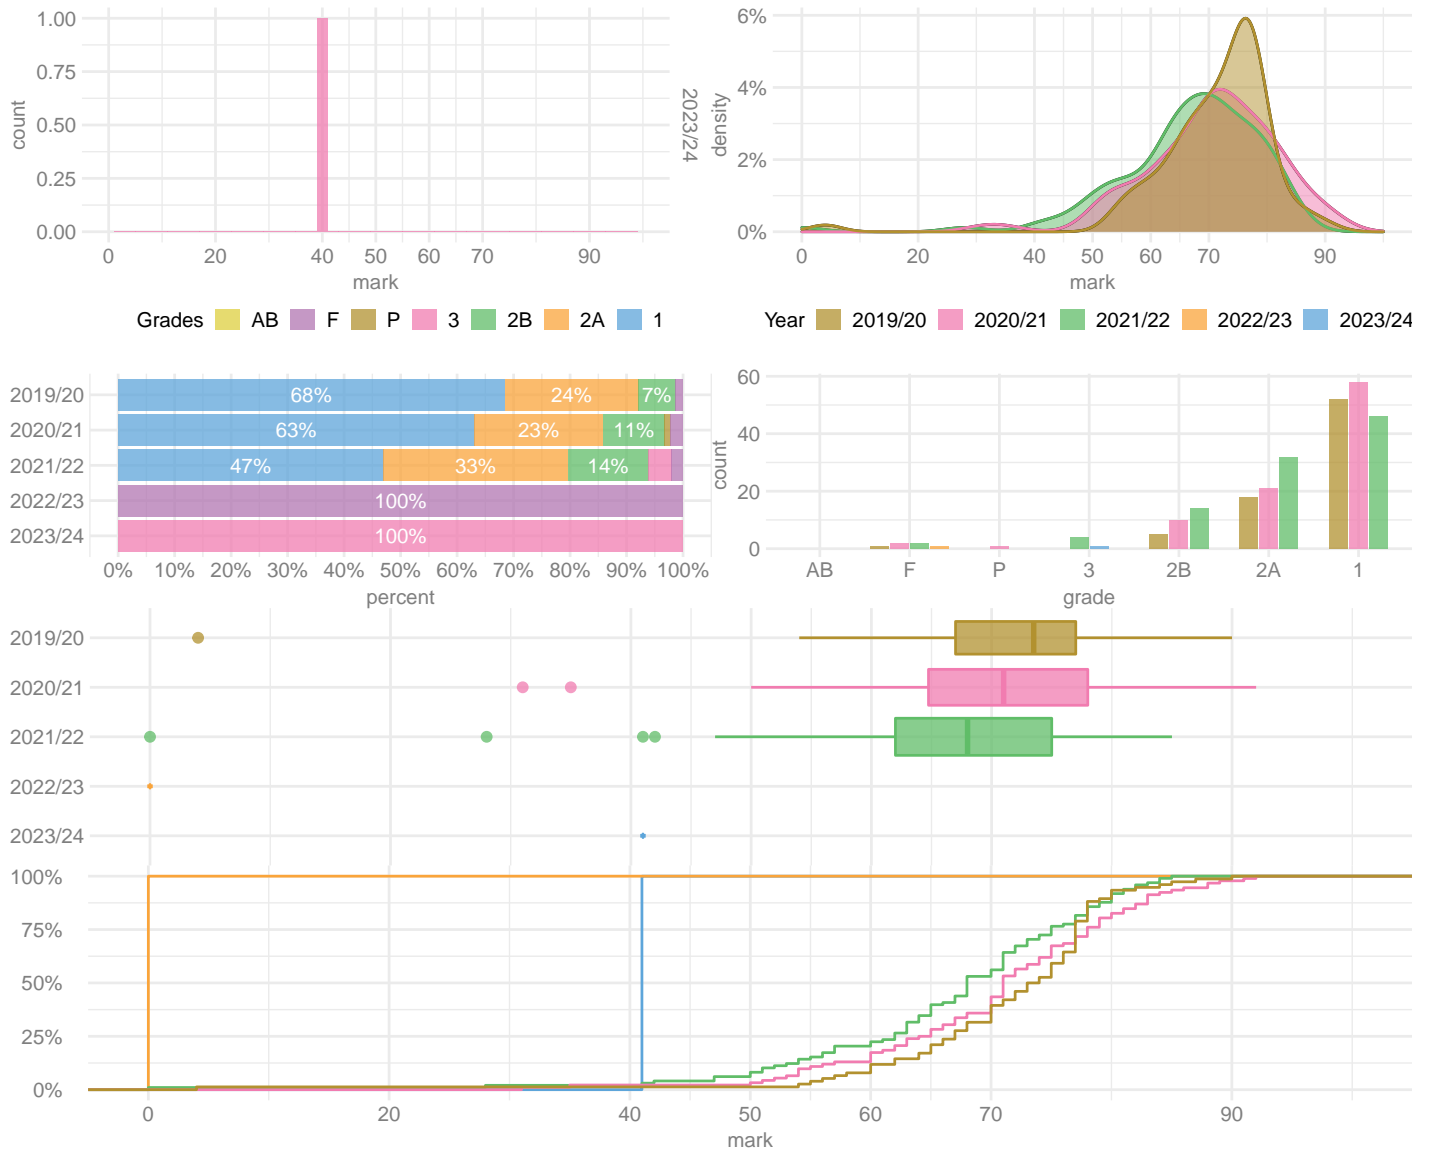 1.00
0.75
0.50
0.25
0.00
count
0 20 40 50 60 70 90
mark
2023/24
6%
4%
2%
0%
density
0 20 40 50 60 70 90
mark
Grades AB F P 3 2B 2A 1
Year 2019/20 2020/21 2021/22 2022/23 2023/24
2019/20 68% 24% 7%
2020/21 63% 23% 11%
2021/22 47% 33% 14%
2022/23 100%
2023/24 100%
0% 10% 20% 30% 40% 50% 60% 70% 80% 90% 100%
percent
60
40
20
0
count
AB F P 3 2B 2A 1
grade
2019/20
2020/21
2021/22
2022/23
2023/24
100%
75%
50%
25%
0%
0 20 40 50 60 70 90
mark